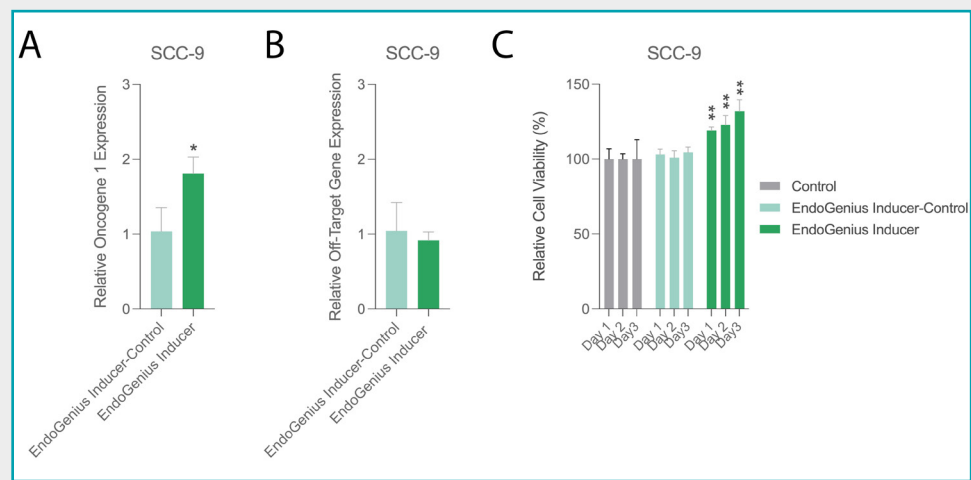 A
SCC-9
Relative Oncogene 1 Expression
3
2
1
0
*
EndoGenius Inducer-Control
EndoGenius Inducer
B
SCC-9
Relative Off-Target Gene Expression
3
2
1
0
EndoGenius Inducer-Control
EndoGenius Inducer
C
SCC-9
Relative Cell Viability (%)
150
100
50
0
**
**
**
Day 1
Day 2
Day3
Day 1
Day 2
Day3
Day 1
Day 2
Day3
Control
EndoGenius Inducer-Control
EndoGenius Inducer